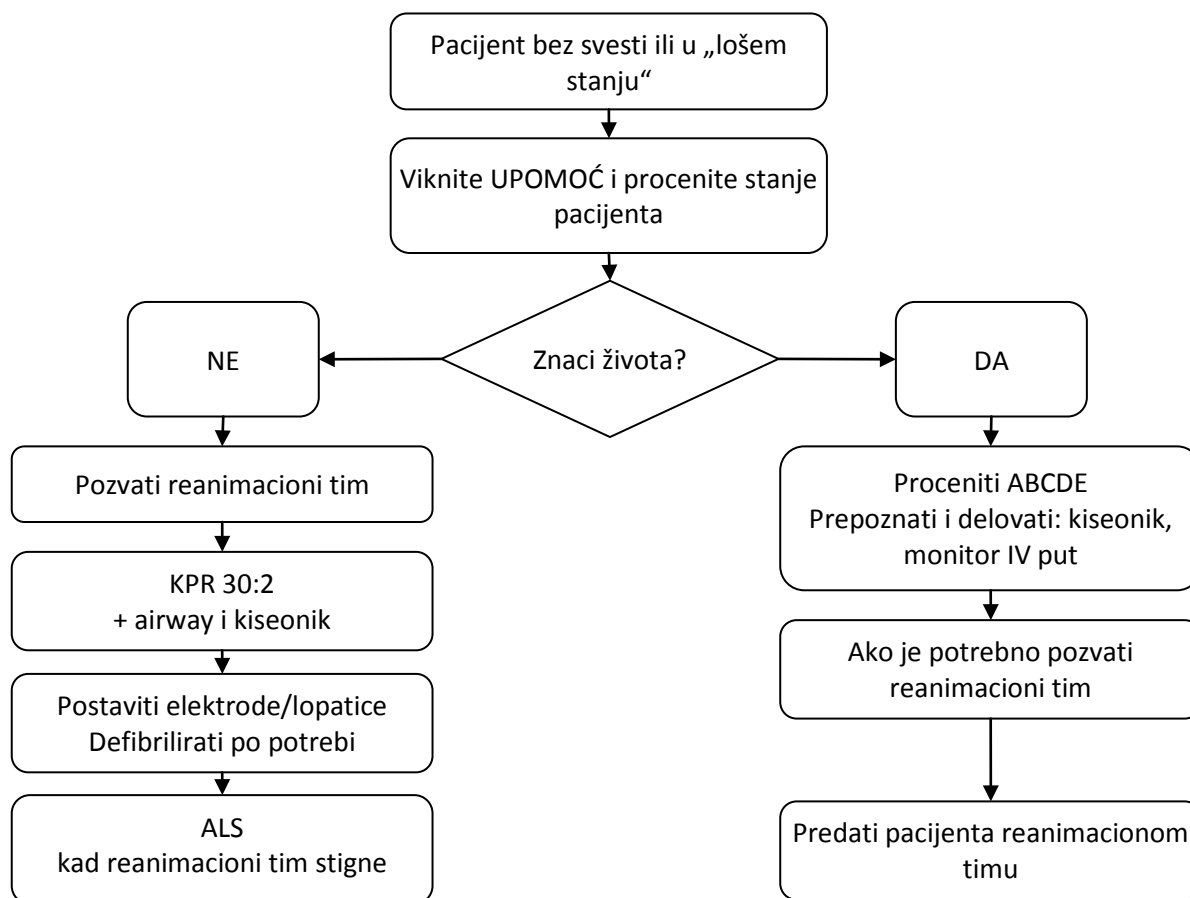 Pacijent bez svesti ili u „lošem
stanju“
Viknite UPOMOĆ i procenite stanje
pacijenta
Znaci života?
NE
DA
Pozvati reanimacioni tim
KPR 30:2
+ airway i kiseonik
Postaviti elektrode/lopatice
Defibrilirati po potrebi
ALS
kad reanimacioni tim stigne
Proceniti ABCDE
Prepoznati i delovati: kiseonik,
monitor IV put
Ako je potrebno pozvati
reanimacioni tim
Predati pacijenta reanimacionom
timu